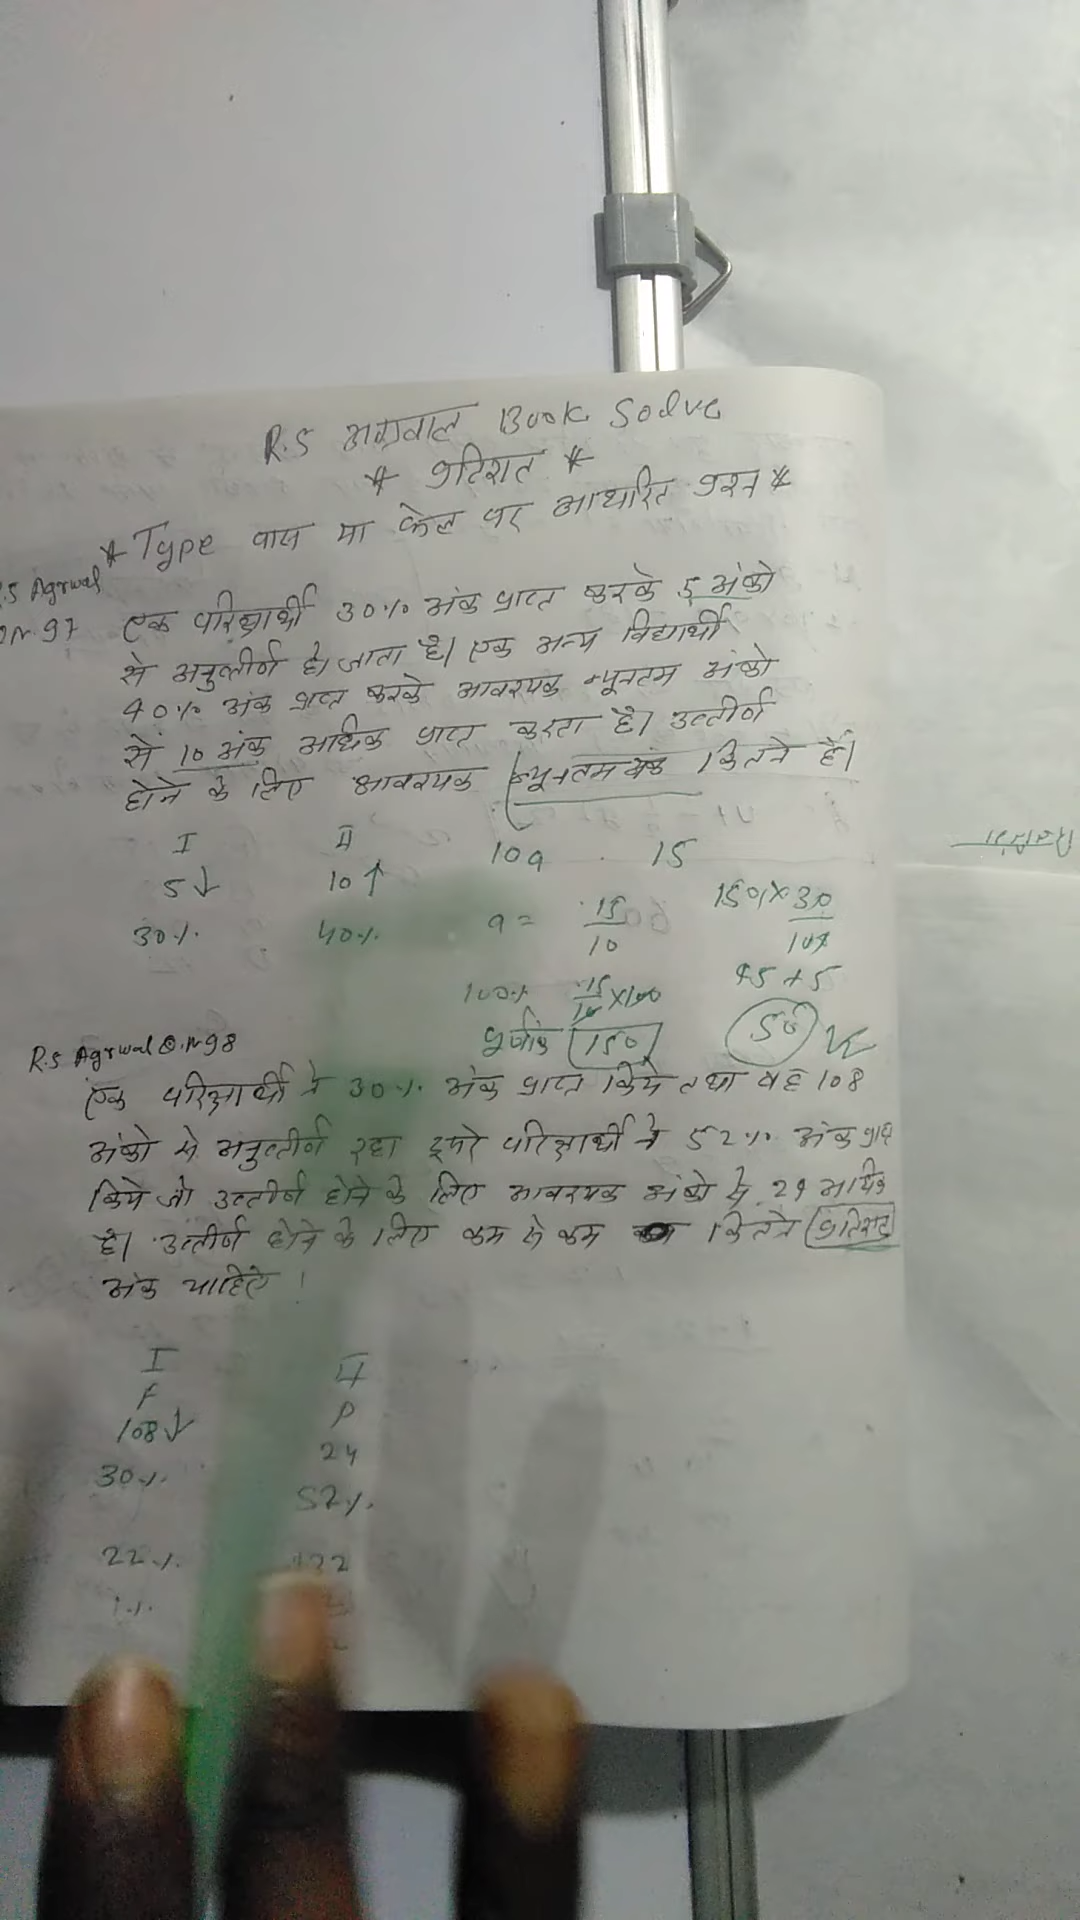 R.S अग्रवाल Book Solve
* प्रतिशत *
* Type पास या फेल पर आधारित प्रश्न *
R.S Agrwal
97 एक परिक्षार्थी 30% अंक प्राप्त करके 5 अंको
से अनुत्तीर्ण हो जाता है। एक अन्य विद्यार्थी
40% अंक प्राप्त करके आवश्यक न्यूनतम अंको
से 10 अंक अधिक प्राप्त करता है। उत्तीर्ण
होने के लिए आवश्यक न्यूनतम अंक कितने है।
I II 10% 15
5↓ 10↑
30% 40%
% = 15/10
100% 15/10 × 100
पूर्णांक 150
150 × 30/100
45 + 5
50
R.S Agrwal Q.N 98
एक परिक्षार्थी ने 30% अंक प्राप्त किये तथा वह 108
अंको से अनुत्तीर्ण रहा दूसरे परिक्षार्थी ने 52% अंक प्राप्त
किये जो उत्तीर्ण होने के लिए आवश्यक अंको से 24 अधिक
है। उत्तीर्ण होने के लिए कम से कम कितने प्रतिशत
अंक चाहिए।
I II
F P
108↓ 24
30% 52%
22% 132
1%